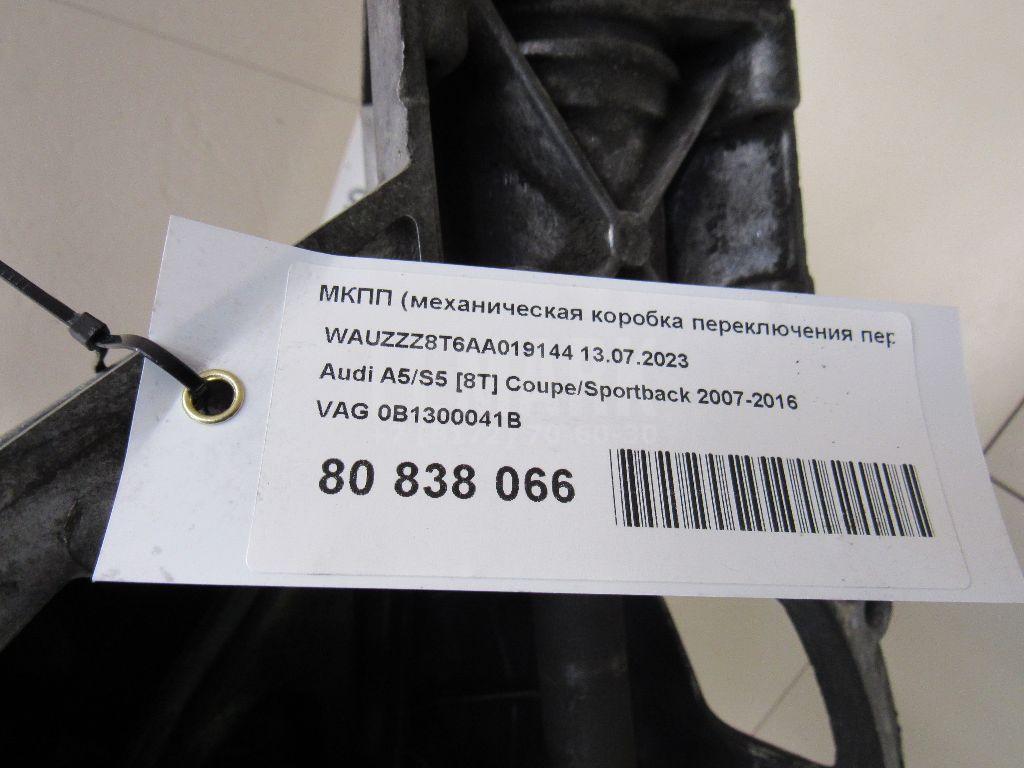 МКПП (механическая коробка переключения пер
WAUZZZ8T6AA019144 13.07.2023
Audi A5/S5 [8T] Coupe/Sportback 2007-2016
VAG 0B1300041B
80 838 066